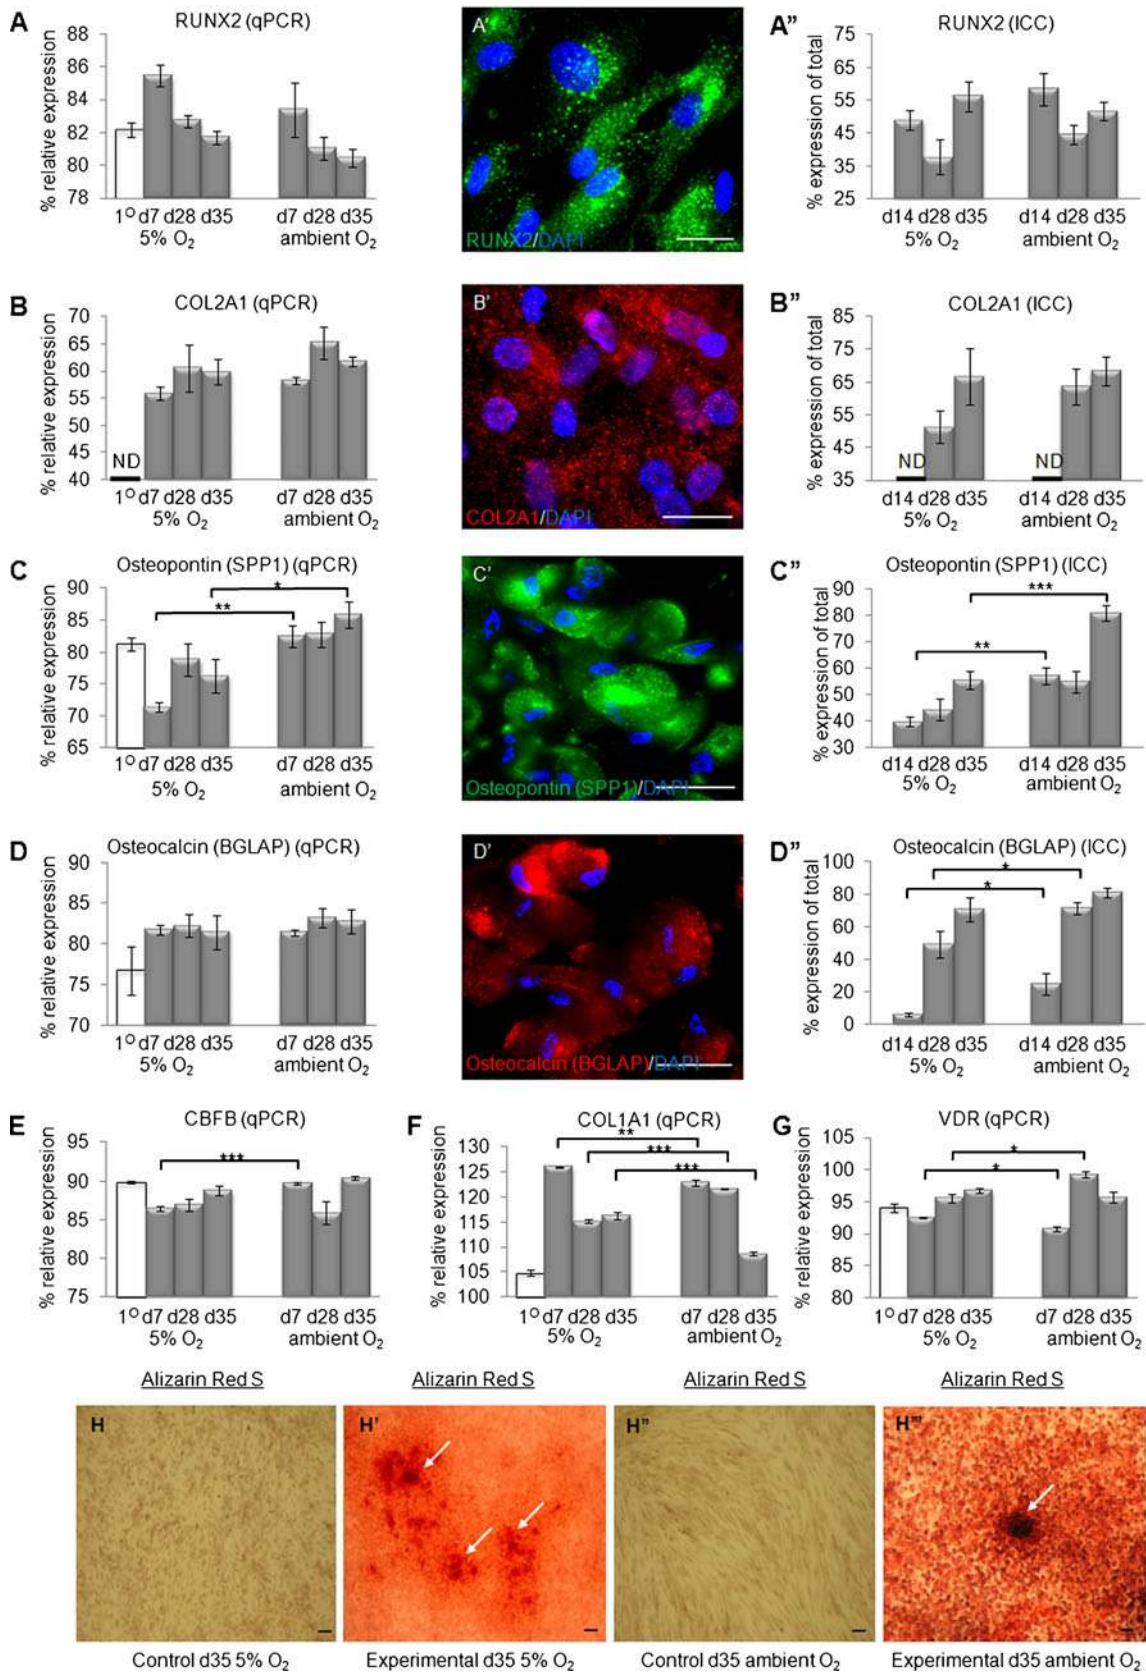 A
RUNX2 (qPCR)
% relative expression
88
86
84
82
80
78
1° d7 d28 d35
5% O₂
d7 d28 d35
ambient O₂
A'
RUNX2/DAPI
A"
RUNX2 (ICC)
% expression of total
75
65
55
45
35
25
d14 d28 d35
5% O₂
d14 d28 d35
ambient O₂
B
COL2A1 (qPCR)
% relative expression
70
65
60
55
50
45
40
ND
1° d7 d28 d35
5% O₂
d7 d28 d35
ambient O₂
B'
COL2A1/DAPI
B"
COL2A1 (ICC)
% expression of total
85
75
65
55
45
35
ND
ND
d14 d28 d35
5% O₂
d14 d28 d35
ambient O₂
C
Osteopontin (SPP1) (qPCR)
% relative expression
90
85
80
75
70
65
*
**
1° d7 d28 d35
5% O₂
d7 d28 d35
ambient O₂
C'
Osteopontin (SPP1)/DAPI
C"
Osteopontin (SPP1) (ICC)
% expression of total
90
80
70
60
50
40
30
***
**
d14 d28 d35
5% O₂
d14 d28 d35
ambient O₂
D
Osteocalcin (BGLAP) (qPCR)
% relative expression
90
85
80
75
70
1° d7 d28 d35
5% O₂
d7 d28 d35
ambient O₂
D'
Osteocalcin (BGLAP)/DAPI
D"
Osteocalcin (BGLAP) (ICC)
% expression of total
100
80
60
40
20
0
*
*
d14 d28 d35
5% O₂
d14 d28 d35
ambient O₂
E
CBFB (qPCR)
% relative expression
95
90
85
80
75
***
1° d7 d28 d35
5% O₂
d7 d28 d35
ambient O₂
F
COL1A1 (qPCR)
% relative expression
130
125
120
115
110
105
100
**
***
***
1° d7 d28 d35
5% O₂
d7 d28 d35
ambient O₂
G
VDR (qPCR)
% relative expression
105
100
95
90
85
80
*
*
1° d7 d28 d35
5% O₂
d7 d28 d35
ambient O₂
Alizarin Red S
Alizarin Red S
Alizarin Red S
Alizarin Red S
H
H'
H"
H'"
Control d35 5% O₂
Experimental d35 5% O₂
Control d35 ambient O₂
Experimental d35 ambient O₂